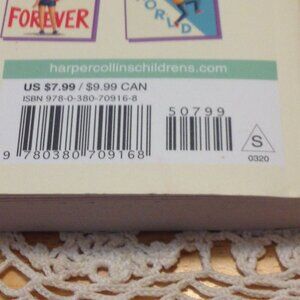 FOREVER
WORLD
harpercollinschildrens.com
US $7.99 / $9.99 CAN
ISBN 978-0-380-70916-8
50799
9 780380 709168
S
0320